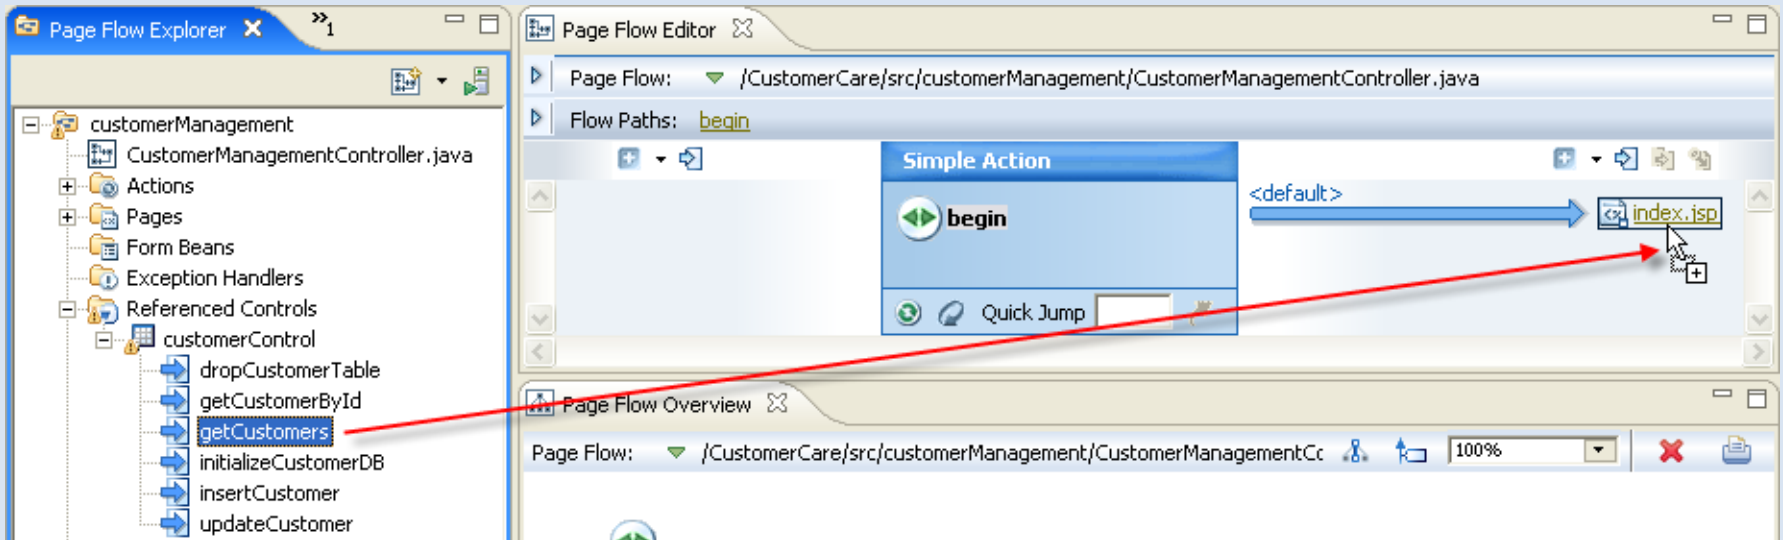 Page Flow Explorer
»1
customerManagement
CustomerManagementController.java
Actions
Pages
Form Beans
Exception Handlers
Referenced Controls
customerControl
dropCustomerTable
getCustomerById
getCustomers
initializeCustomerDB
insertCustomer
updateCustomer
Page Flow Editor
Page Flow: /CustomerCare/src/customerManagement/CustomerManagementController.java
Flow Paths: begin
Simple Action
begin
Quick Jump
<default>
index.jsp
Page Flow Overview
Page Flow: /CustomerCare/src/customerManagement/CustomerManagementCc
100%